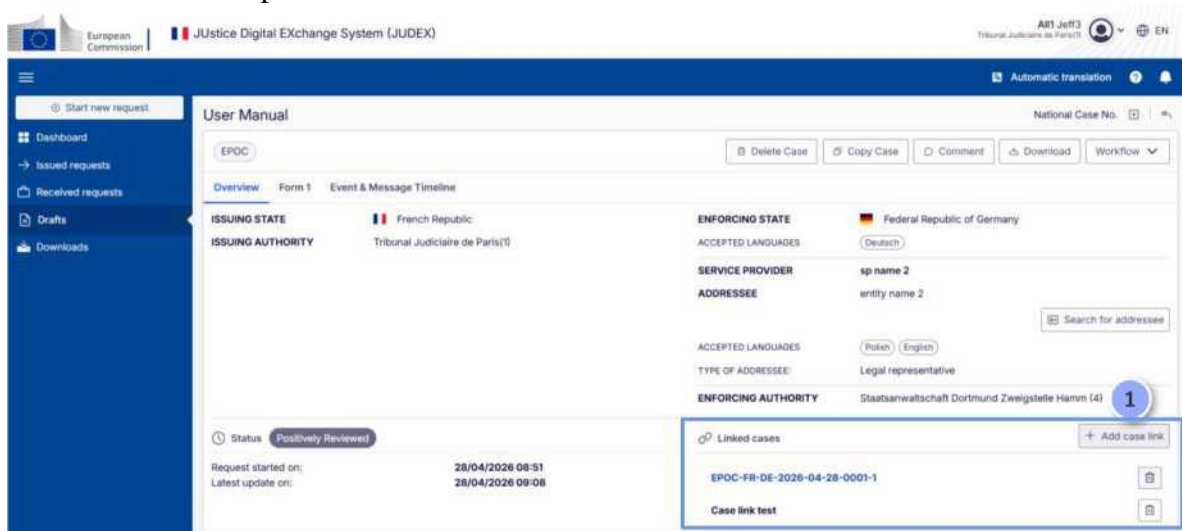 European
Commission
JUstice Digital EXchange System (JUDEX)
All1 Jeff3
Tribunal Judiciaire de Paris(1)
EN
Automatic translation
Start new request
Dashboard
Issued requests
Received requests
Drafts
Downloads
User Manual
National Case No.
EPOC
Delete Case
Copy Case
Comment
Download
Workflow
Overview
Form 1
Event & Message Timeline
ISSUING STATE
French Republic
ISSUING AUTHORITY
Tribunal Judiciaire de Paris(1)
ENFORCING STATE
Federal Republic of Germany
ACCEPTED LANGUAGES
Deutsch
SERVICE PROVIDER
sp name 2
ADDRESSEE
entity name 2
Search for addressee
ACCEPTED LANGUAGES
Polish English
TYPE OF ADDRESSEE:
Legal representative
ENFORCING AUTHORITY
Staatsanwaltschaft Dortmund Zweigstelle Hamm (4)
1
Status Positively Reviewed
Request started on: 28/04/2026 08:51
Latest update on: 28/04/2026 09:08
Linked cases
+ Add case link
EPOC-FR-DE-2026-04-28-0001-1
Case link test